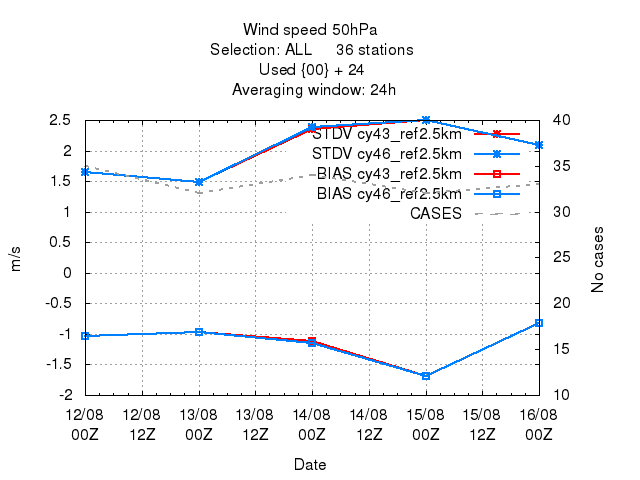 Wind speed 50hPa
Selection: ALL 36 stations
Used {00} + 24
Averaging window: 24h
STDV cy43_ref2.5km
STDV cy46_ref2.5km
BIAS cy43_ref2.5km
BIAS cy46_ref2.5km
CASES
2.5
2
1.5
1
0.5
0
-0.5
-1
-1.5
-2
m/s
40
35
30
25
20
15
10
No cases
12/08 12/08 13/08 13/08 14/08 14/08 15/08 15/08 16/08
00Z 12Z 00Z 12Z 00Z 12Z 00Z 12Z 00Z
Date